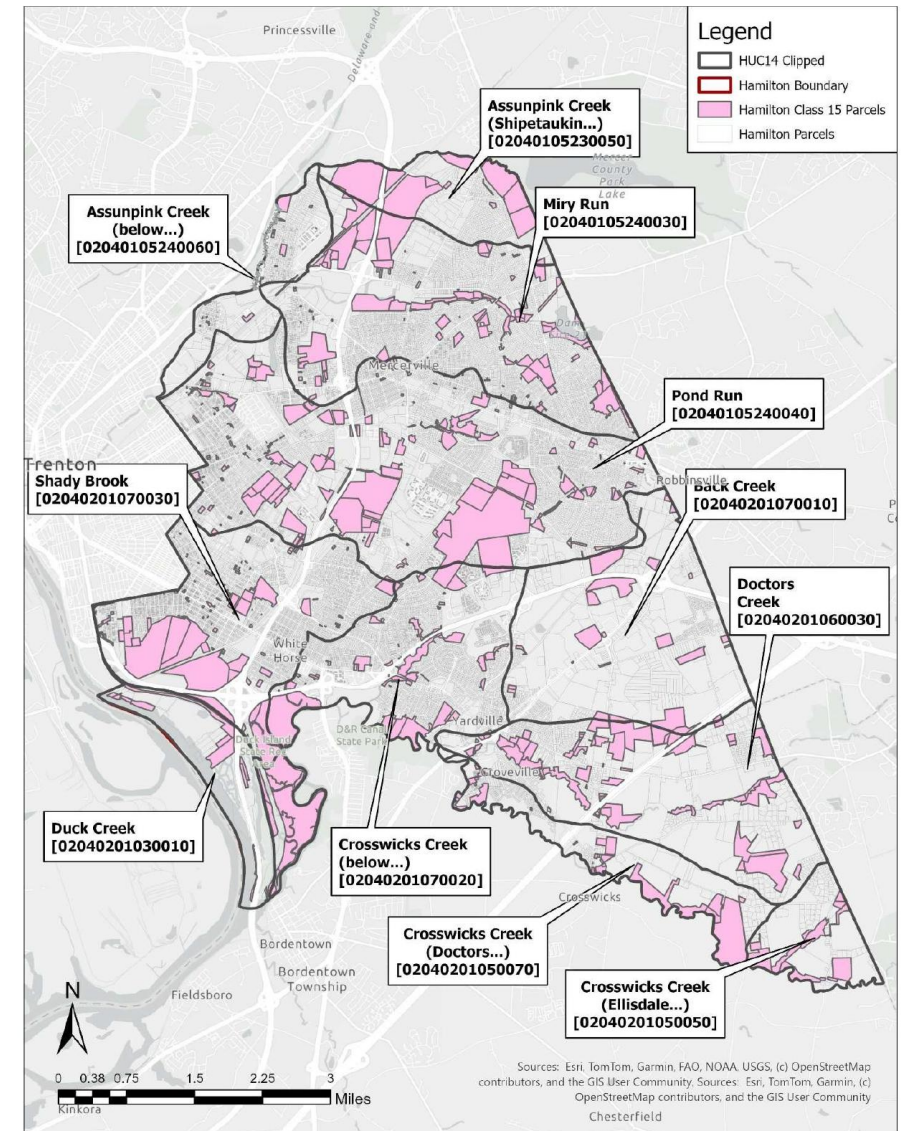 Princessville
Delaware-and-
Legend
HUC14 Clipped
Hamilton Boundary
Hamilton Class 15 Parcels
Hamilton Parcels
Assunpink Creek
(Shipetaukin...)
[02040105230050]
Mercer
County
Park
Lake
Miry Run
[02040105240030]
Assunpink Creek
(below...)
[02040105240060]
Mercerville
Pond Run
[02040105240040]
Trenton
Shady Brook
[02040201070030]
Robbinsville
Back Creek
[02040201070010]
Doctors
Creek
[02040201060030]
White
Horse
Yardville
D&R Canal
State Park
Duck Island
State Rec
Groveville
Duck Creek
[02040201030010]
Crosswicks Creek
(below...)
[02040201070020]
Crosswicks
Crosswicks Creek
(Doctors...)
[02040201050070]
Bordentown
Bordentown
Township
Fieldsboro
Crosswicks Creek
(Ellisdale...)
[02040201050050]
N
0 0.38 0.75 1.5 2.25 3
Miles
Kinkora
Sources: Esri, TomTom, Garmin, FAO, NOAA, USGS, (c) OpenStreetMap
contributors, and the GIS User Community, Sources: Esri, TomTom, Garmin, (c)
OpenStreetMap contributors, and the GIS User Community
Chesterfield